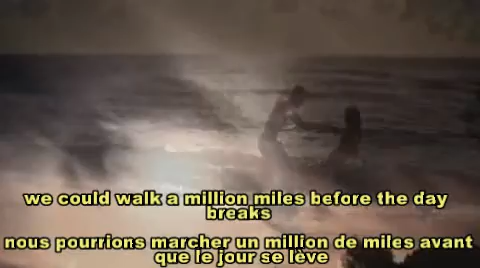 we could walk a million miles before the day
breaks
nous pourrions marcher un million de miles avant
que le jour se lève